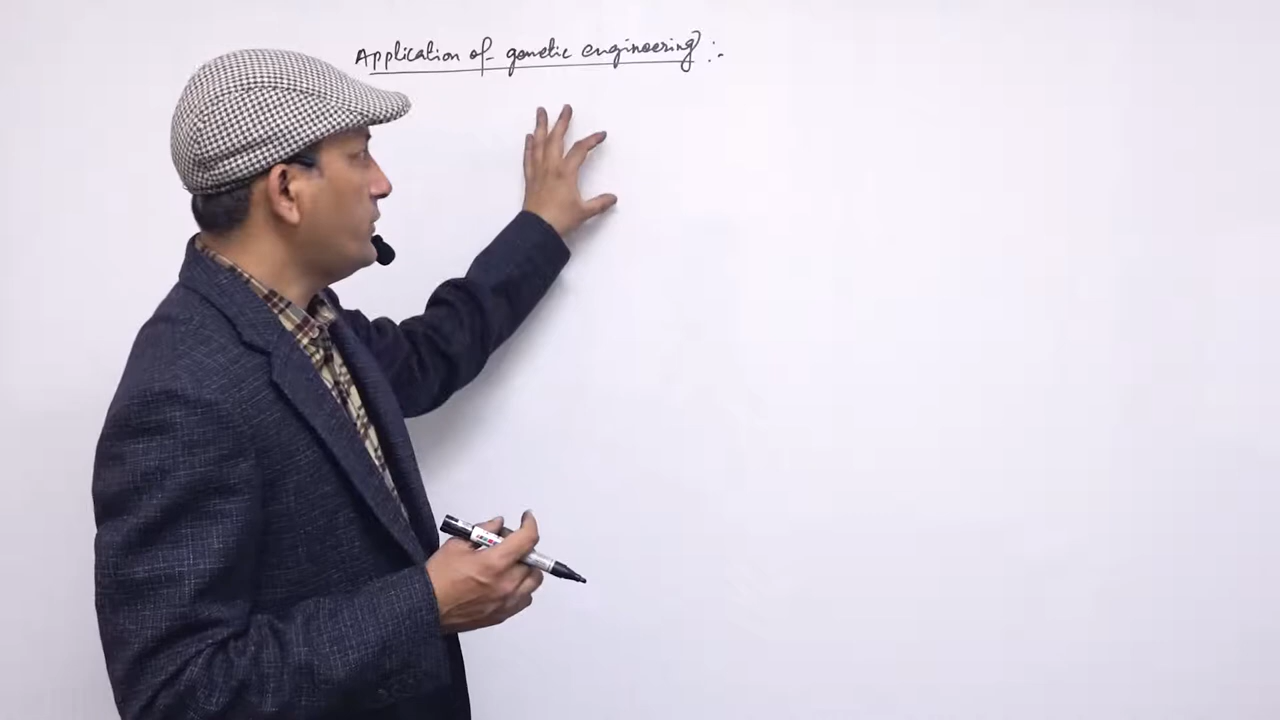 Application of genetic engineering :-